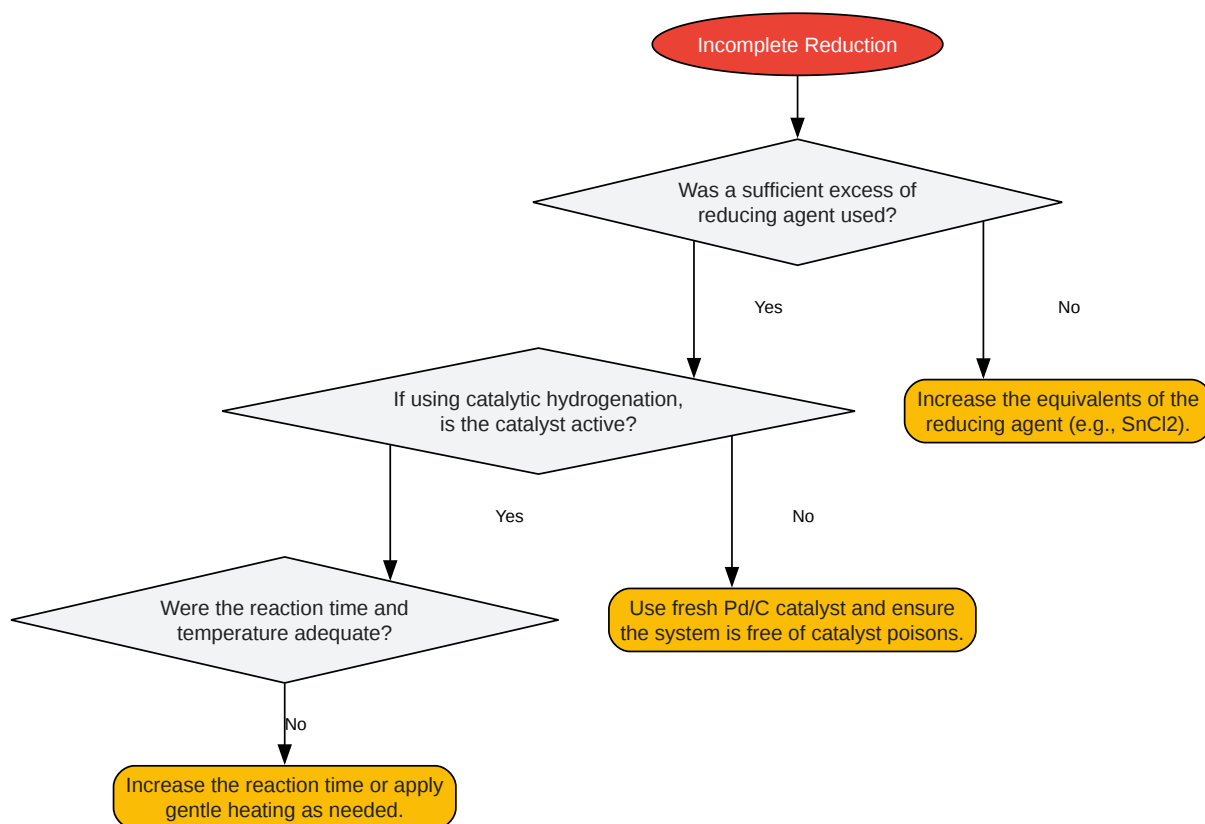 Incomplete Reduction
Was a sufficient excess of
reducing agent used?
Yes
No
If using catalytic hydrogenation,
is the catalyst active?
Increase the equivalents of the
reducing agent (e.g., SnCl2).
Yes
No
Were the reaction time and
temperature adequate?
Use fresh Pd/C catalyst and ensure
the system is free of catalyst poisons.
No
Increase the reaction time or apply
gentle heating as needed.